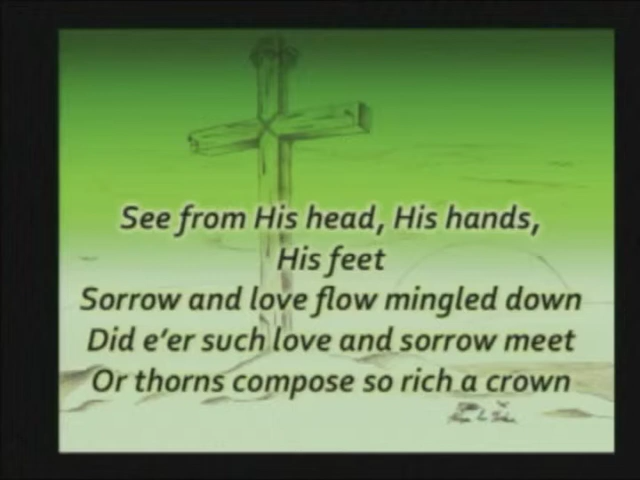 See from His head, His hands,
His feet
Sorrow and love flow mingled down
Did e'er such love and sorrow meet
Or thorns compose so rich a crown